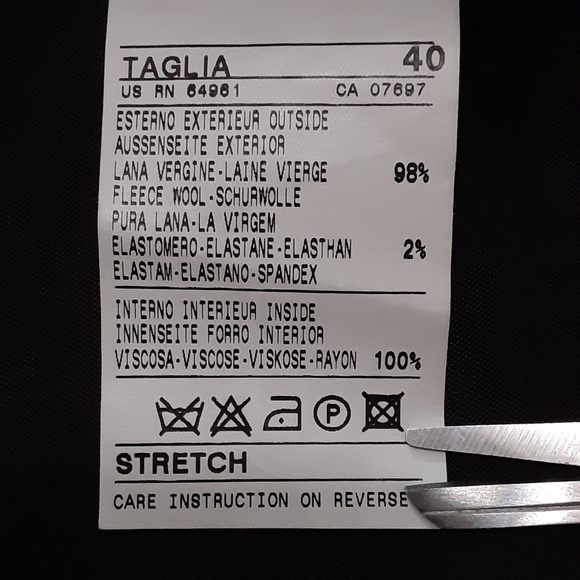 TAGLIA 40
US RN 64961 CA 07697
ESTERNO EXTERIEUR OUTSIDE
AUSSENSEITE EXTERIOR
LANA VERGINE-LAINE VIERGE 98%
FLEECE WOOL-SCHURWOLLE
PURA LANA-LA VIRGEM
ELASTOMERO-ELASTANE-ELASTHAN 2%
ELASTAM-ELASTANO-SPANDEX
INTERNO INTERIEUR INSIDE
INNENSEITE FORRO INTERIOR
VISCOSA-VISCOSE-VISKOSE-RAYON 100%
P
STRETCH
CARE INSTRUCTION ON REVERSE